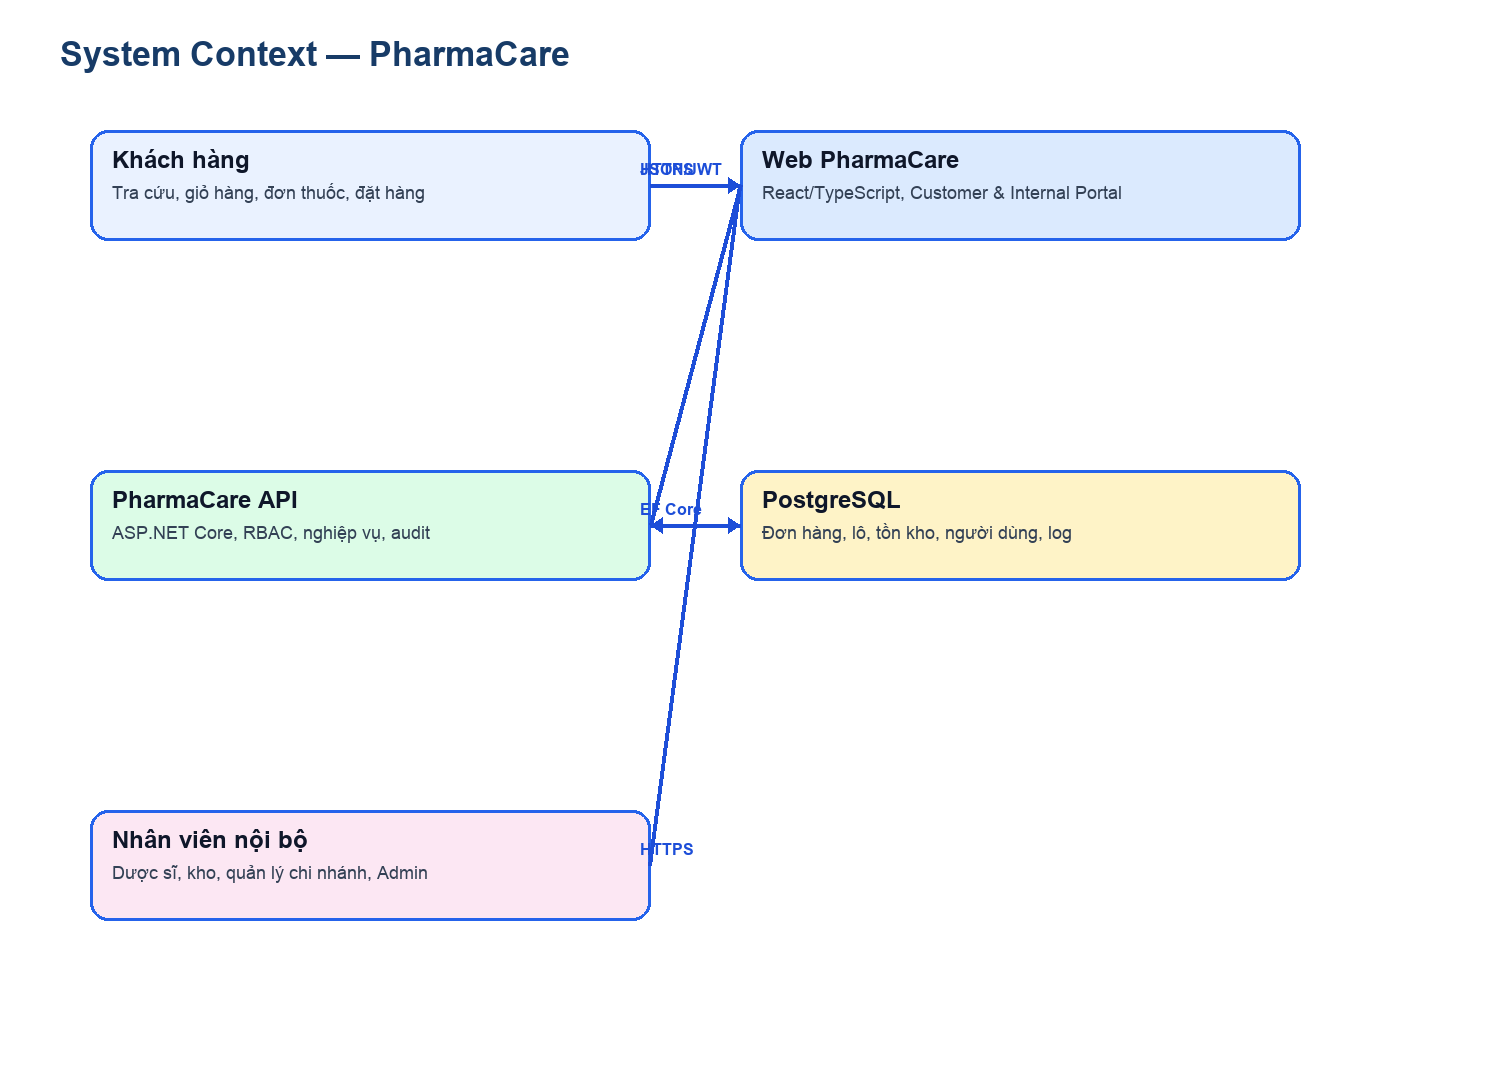 System Context — PharmaCare
Khách hàng
Tra cứu, giỏ hàng, đơn thuốc, đặt hàng
Web PharmaCare
React/TypeScript, Customer & Internal Portal
PharmaCare API
ASP.NET Core, RBAC, nghiệp vụ, audit
EF Core
PostgreSQL
Đơn hàng, lô, tồn kho, người dùng, log
Nhân viên nội bộ
Dược sĩ, kho, quản lý chi nhánh, Admin
HTTPS